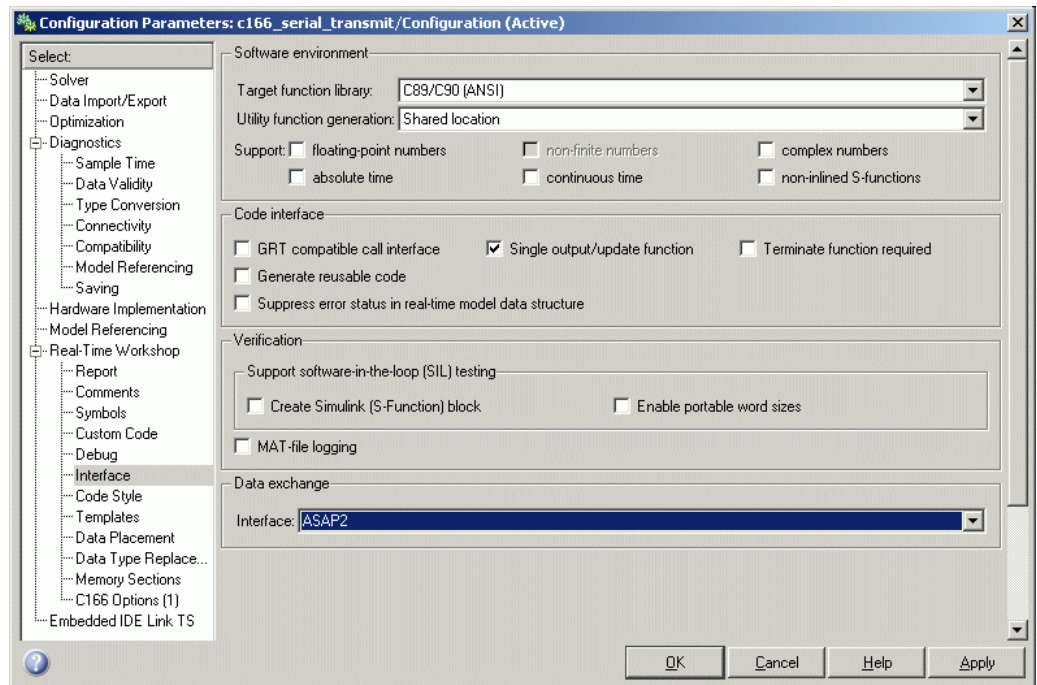 Configuration Parameters: c166_serial_transmit/Configuration (Active)
Select:
Solver
Data Import/Export
Optimization
Diagnostics
Sample Time
Data Validity
Type Conversion
Connectivity
Compatibility
Model Referencing
Saving
Hardware Implementation
Model Referencing
Real-Time Workshop
Report
Comments
Symbols
Custom Code
Debug
Interface
Code Style
Templates
Data Placement
Data Type Replace...
Memory Sections
C166 Options (1)
Embedded IDE Link TS
Software environment
Target function library: C89/C90 (ANSI)
Utility function generation: Shared location
Support: floating-point numbers non-finite numbers complex numbers
absolute time continuous time non-inlined S-functions
Code interface
GRT compatible call interface Single output/update function Terminate function required
Generate reusable code
Suppress error status in real-time model data structure
Verification
Support software-in-the-loop (SIL) testing
Create Simulink (S-Function) block Enable portable word sizes
MAT-file logging
Data exchange
Interface: ASAP2
OK Cancel Help Apply